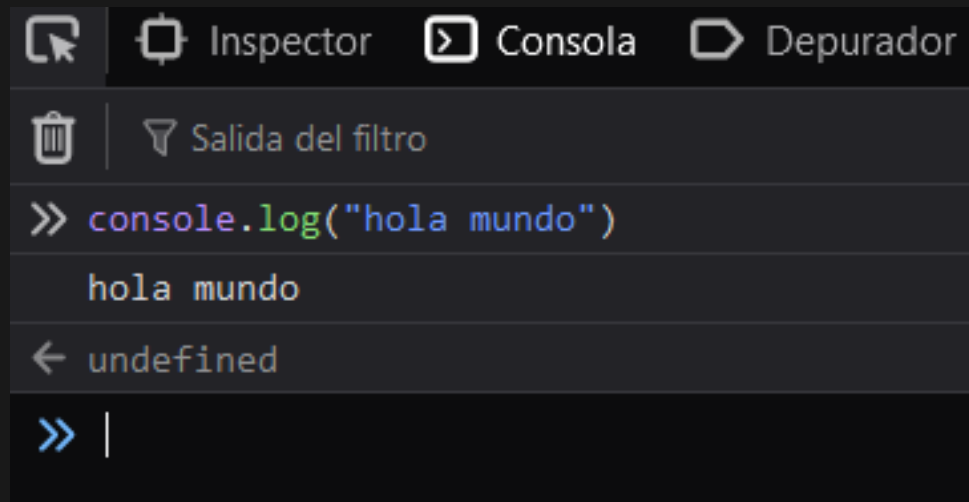 Inspector Consola Depurador
Salida del filtro
console.log("hola mundo")
hola mundo
undefined